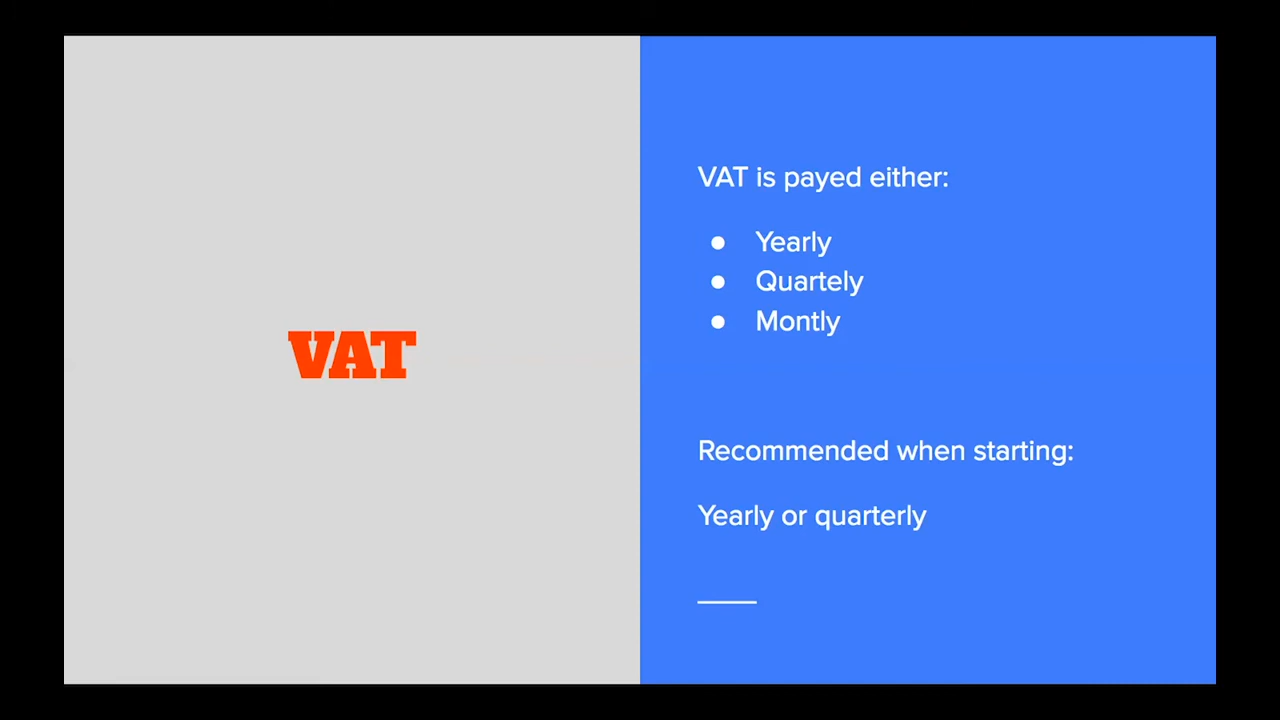 VAT
VAT is payed either:
● Yearly
● Quartely
● Montly
Recommended when starting:
Yearly or quarterly